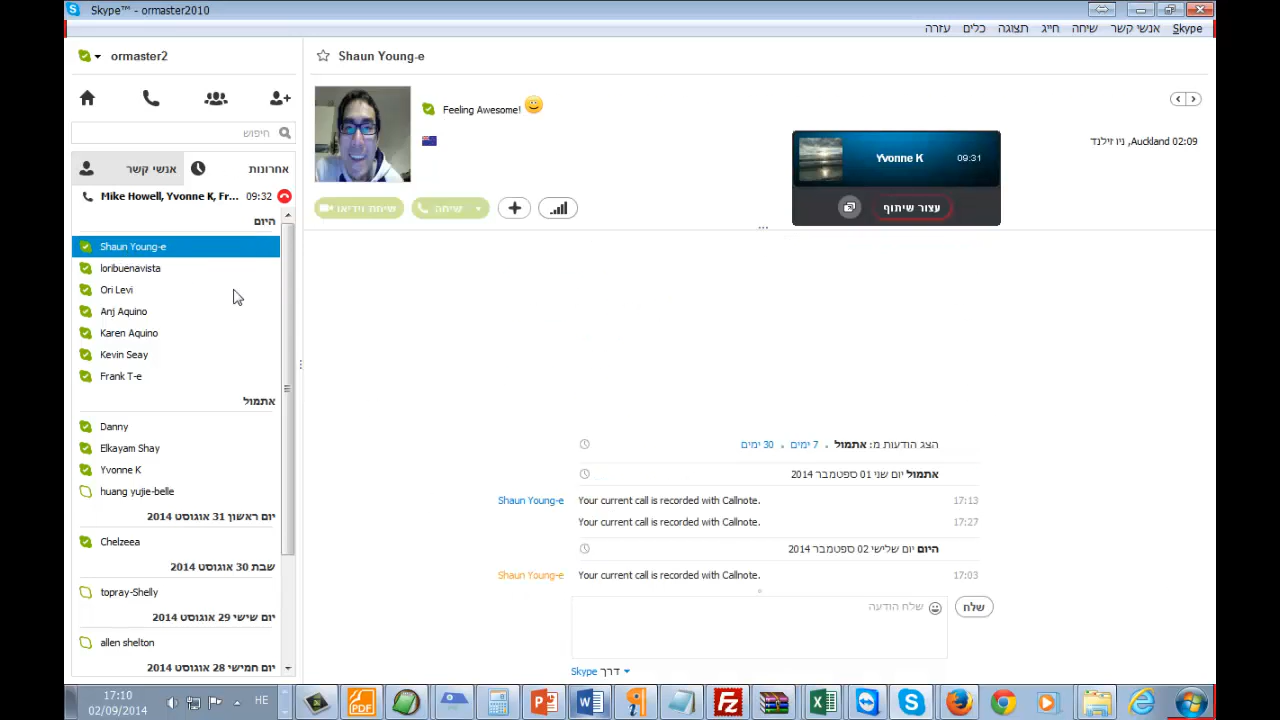 Skype™ - ormaster2010
Skype אנשי קשר שיחה חייג תצוגה כלים עזרה
ormaster2
חיפוש
אנשי קשר
אחרונות
Mike Howell, Yvonne K, Fr... 09:32
היום
Shaun Young-e
loribuenavista
Ori Levi
Anj Aquino
Karen Aquino
Kevin Seay
Frank T-e
אתמול
Danny
Elkayam Shay
Yvonne K
huang yujie-belle
יום ראשון 31 אוגוסט 2014
Chelzeea
שבת 30 אוגוסט 2014
topray-Shelly
יום שישי 29 אוגוסט 2014
allen shelton
יום חמישי 28 אוגוסט 2014
Shaun Young-e
Feeling Awesome!
02:09 Auckland, ניו זילנד
שיחת וידיאו
שיחה
Yvonne K 09:31
עצור שיתוף
הצג הודעות מ: אתמול • 7 ימים • 30 ימים
אתמול יום שני 01 ספטמבר 2014
Shaun Young-e Your current call is recorded with Callnote. 17:13
Your current call is recorded with Callnote. 17:27
היום יום שלישי 02 ספטמבר 2014
Shaun Young-e Your current call is recorded with Callnote. 17:03
שלח הודעה
שלח
דרך Skype
17:10
02/09/2014
HE
PDF